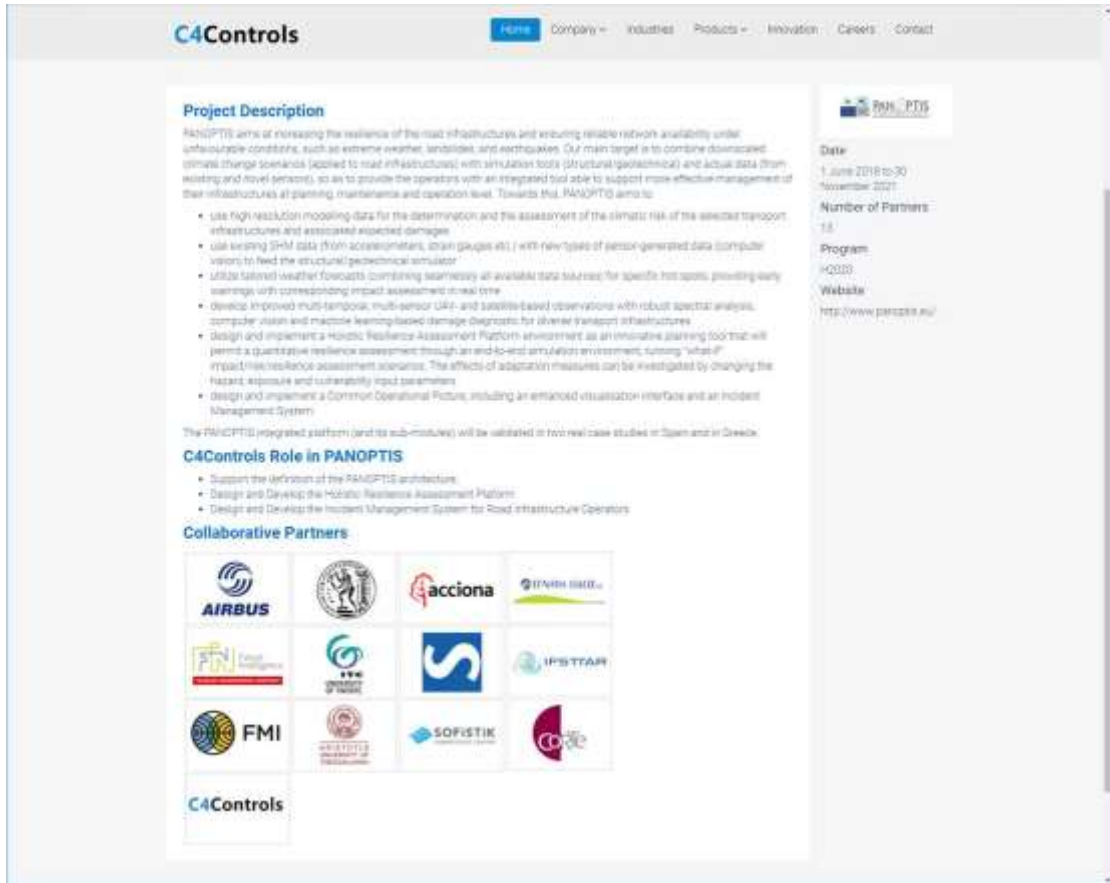 C4Controls
Home Company Industries Products Innovation Careers Contact
Project Description
PANOPTIS aims at increasing the resilience of the road infrastructures and ensuring reliable network availability under
unfavourable conditions, such as extreme weather, landslides, and earthquakes. Our main target is to combine downscaled
climate change scenarios (applied to road infrastructures) with simulation tools (structural/geotechnical) and actual data (from
existing and novel sensors), so as to provide the operators with an integrated tool able to support more effective management of
their infrastructures at planning, maintenance and operation level. Towards this, PANOPTIS aims to:
• use high resolution modelling data for the determination and the assessment of the climatic risk of the selected transport
infrastructures and associated expected damages
• use existing SHM data (from accelerometers, strain gauges etc.) with new types of sensor-generated data (computer
vision) to feed the structural/geotechnical simulator
• utilize tailored weather forecasts (combining seamlessly all available data sources) for specific hot-spots, providing early
warnings with corresponding impact assessment in real time
• develop improved multi-temporal, multi-sensor UAV- and satellite-based observations with robust spectral analysis,
computer vision and machine learning-based damage diagnostic for diverse transport infrastructures
• design and implement a Holistic Resilience Assessment Platform environment as an innovative planning tool that will
permit a quantitative resilience assessment through an end-to-end simulation environment, running "what-if"
impact/risk/resilience assessment scenarios. The effects of adaptation measures can be investigated by changing the
hazard, exposure and vulnerability input parameters
• design and implement a Common Operational Picture, including an enhanced visualisation interface and an Incident
Management System
The PANOPTIS integrated platform (and its sub-modules) will be validated in two real case studies in Spain and in Greece.
C4Controls Role in PANOPTIS
• Support the definition of the PANOPTIS architecture
• Design and Develop the Holistic Resilience Assessment Platform
• Design and Develop the Incident Management System for Road Infrastructure Operators
Collaborative Partners
AIRBUS
acciona
UNIVERSITY
IFSTTAR
FMI
ARISTOTLE
UNIVERSITY OF
THESSALONIKI
SOFiSTiK
C4Controls
PANOPTIS
Date
1 June 2018 to 30
November 2021
Number of Partners
13
Program
H2020
Website
http://www.panoptis.eu/